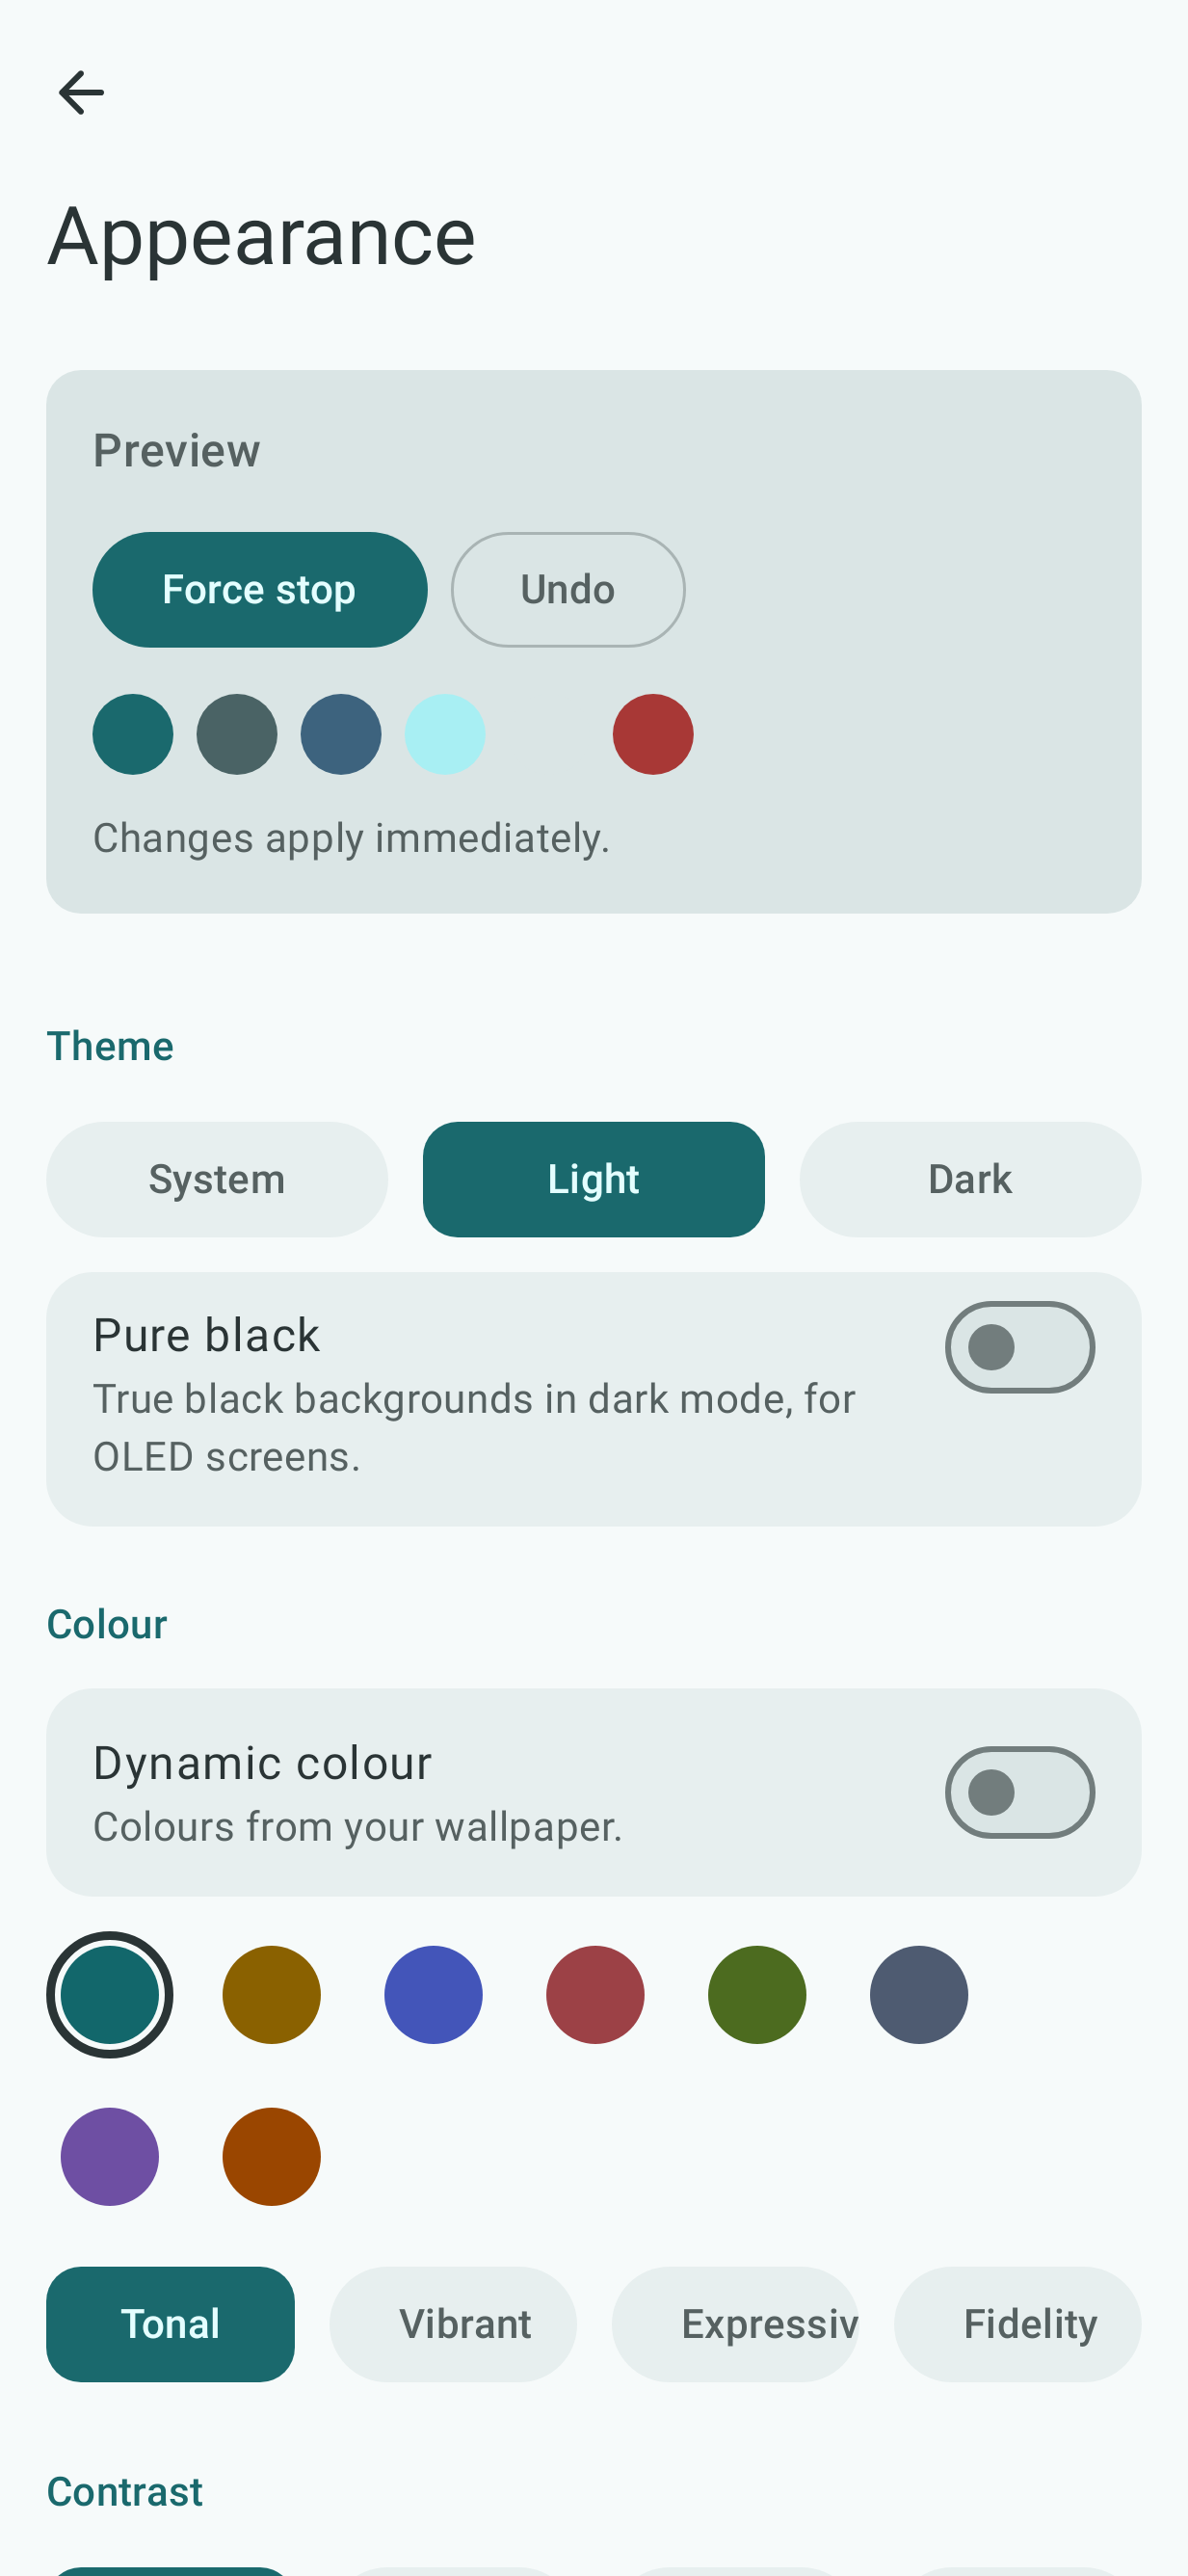 Appearance
Preview
Force stop
Undo
Changes apply immediately.
Theme
System
Light
Dark
Pure black
True black backgrounds in dark mode, for
OLED screens.
Colour
Dynamic colour
Colours from your wallpaper.
Tonal
Vibrant
Expressiv
Fidelity
Contrast